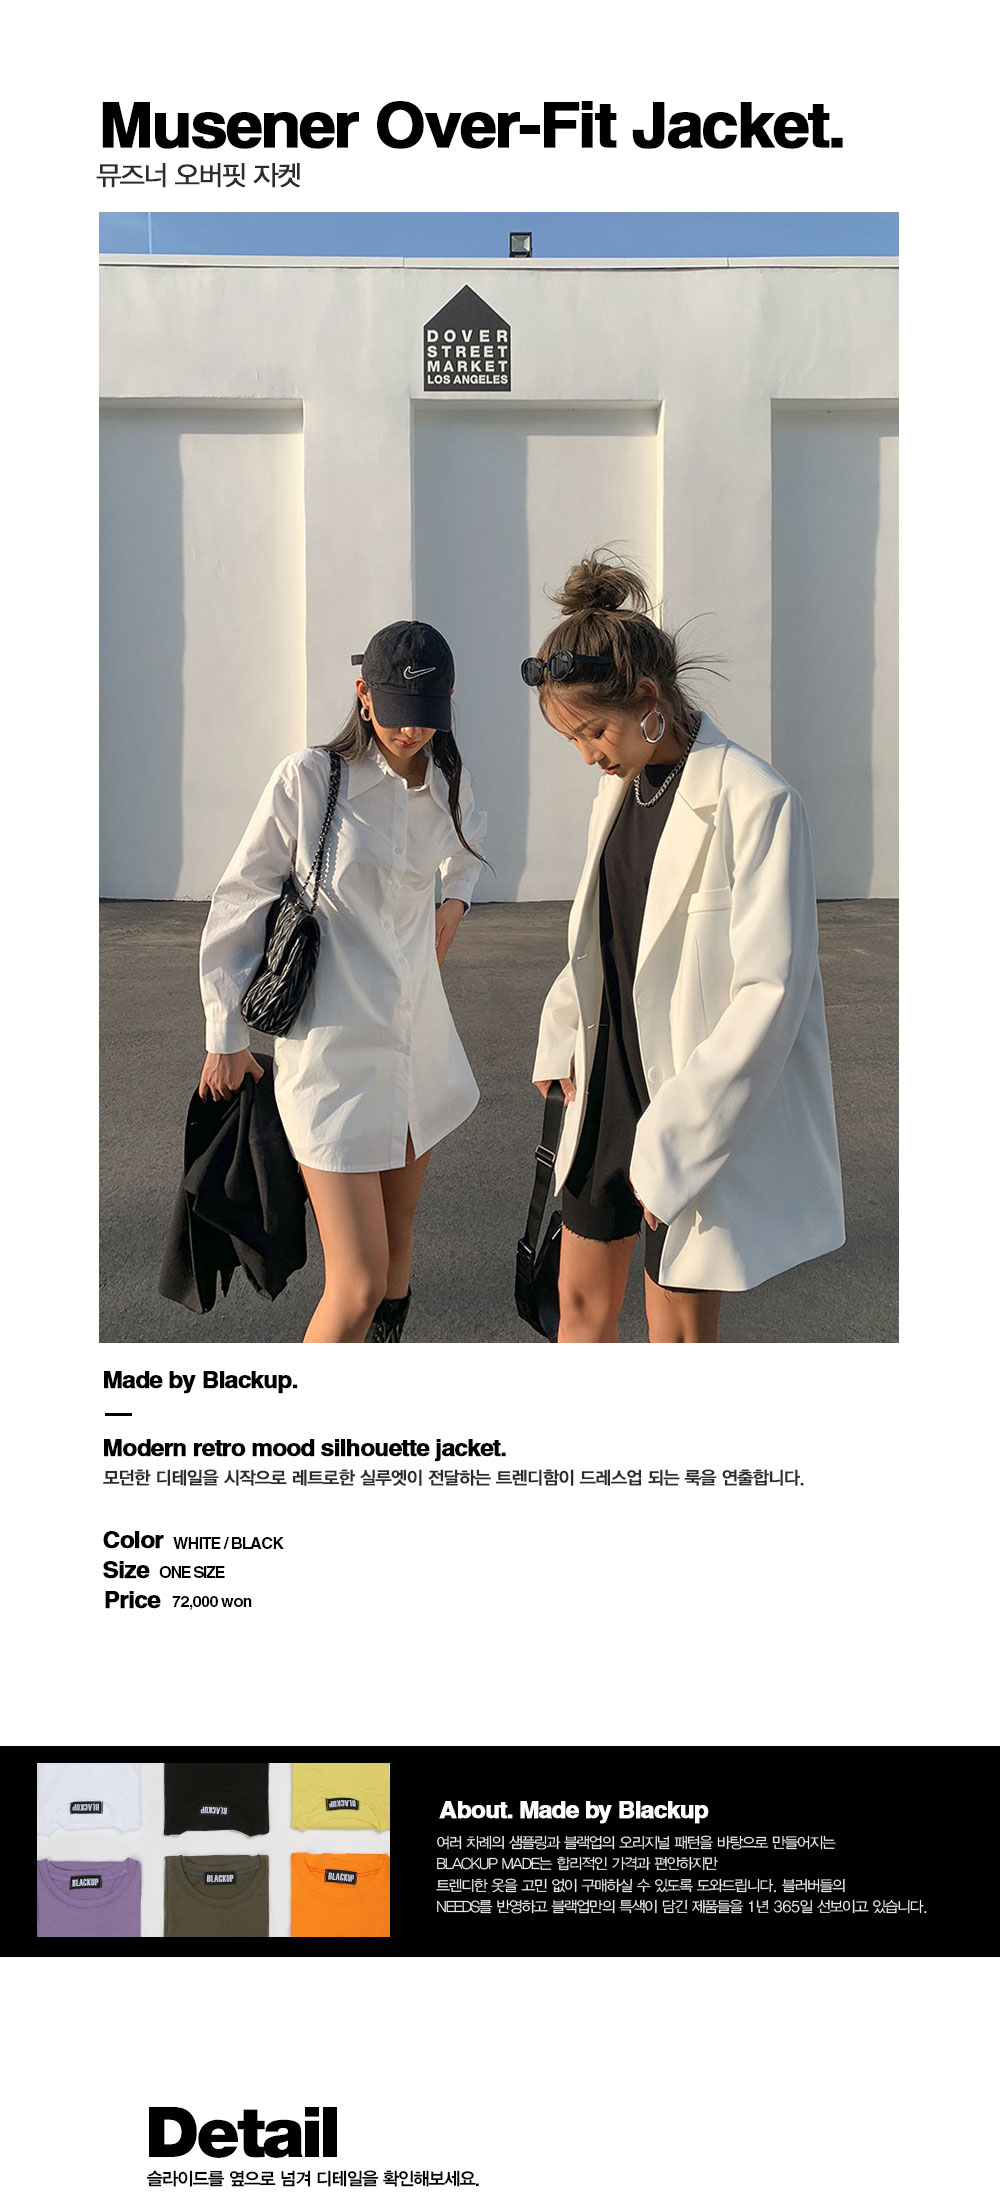 Musener Over-Fit Jacket.
뮤즈너 오버핏 자켓
DOVER
STREET
MARKET
LOS ANGELES
Made by Blackup.
Modern retro mood silhouette jacket.
모던한 디테일을 시작으로 레트로한 실루엣이 전달하는 트렌디함이 드레스업 되는 룩을 연출합니다.
Color WHITE / BLACK
Size ONE SIZE
Price 72,000 won
BLACKUP
BLACKUP
BLACKUP
BLACKUP
BLACKUP
BLACKUP
About. Made by Blackup
여러 차례의 샘플링과 블랙업의 오리지널 패턴을 바탕으로 만들어지는
BLACKUP MADE는 합리적인 가격과 편안하지만
트렌디한 옷을 고민 없이 구매하실 수 있도록 도와드립니다. 블러버들의
NEEDS를 반영하고 블랙업만의 특색이 담긴 제품들을 1년 365일 선보이고 있습니다.
Detail
슬라이드를 옆으로 넘겨 디테일을 확인해보세요.